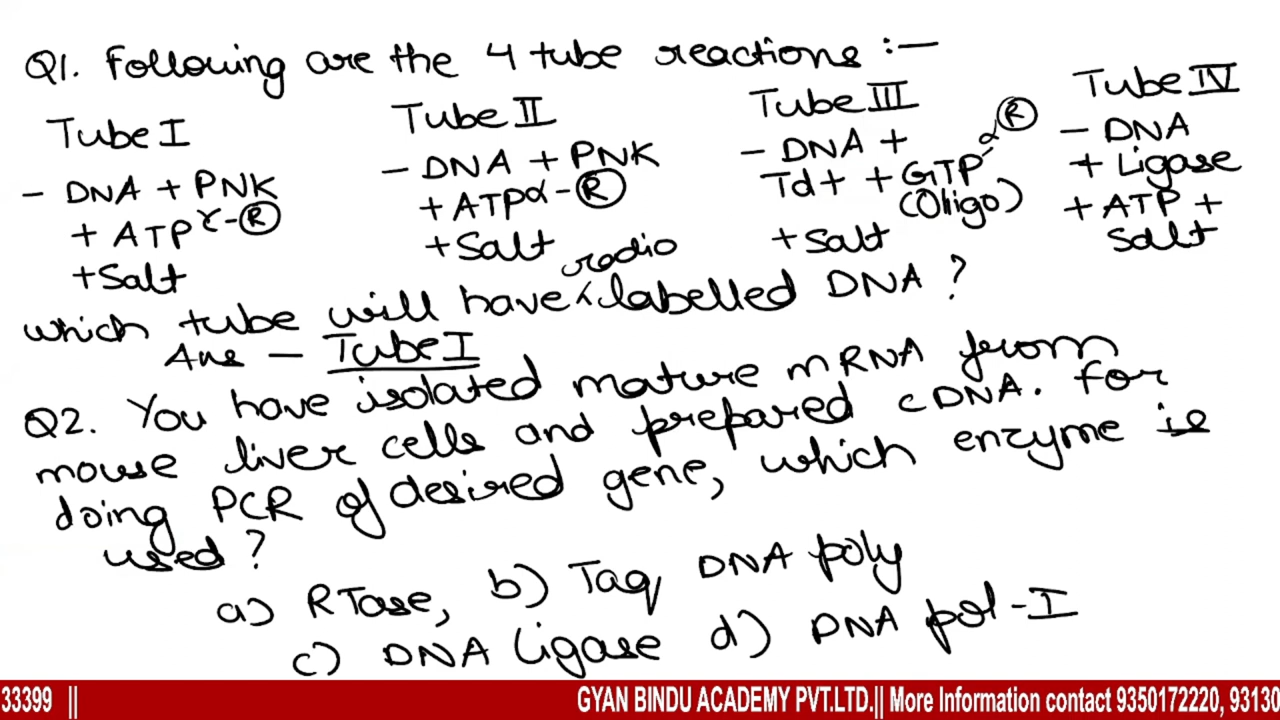 Q1. Following are the 4 tube reactions :—
Tube I
- DNA + PNK
+ ATPγ-Ⓡ
+ Salt
Tube II
- DNA + PNK
+ ATPα-Ⓡ
+ Salt
Tube III
- DNA +
Td+ + GTP-αⓇ
(Oligo)
+ Salt
Tube IV
- DNA
+ Ligase
+ ATP +
Salt
which tube will have radio labelled DNA ?
Ans — Tube I
Q2. You have isolated mature mRNA from
mouse liver cells and prepared cDNA. For
doing PCR of desired gene, which enzyme is
used ?
a) RTase, b) Taq DNA poly
c) DNA ligase d) DNA pol-I
33399 || GYAN BINDU ACADEMY PVT.LTD.|| More Information contact 9350172220, 93130